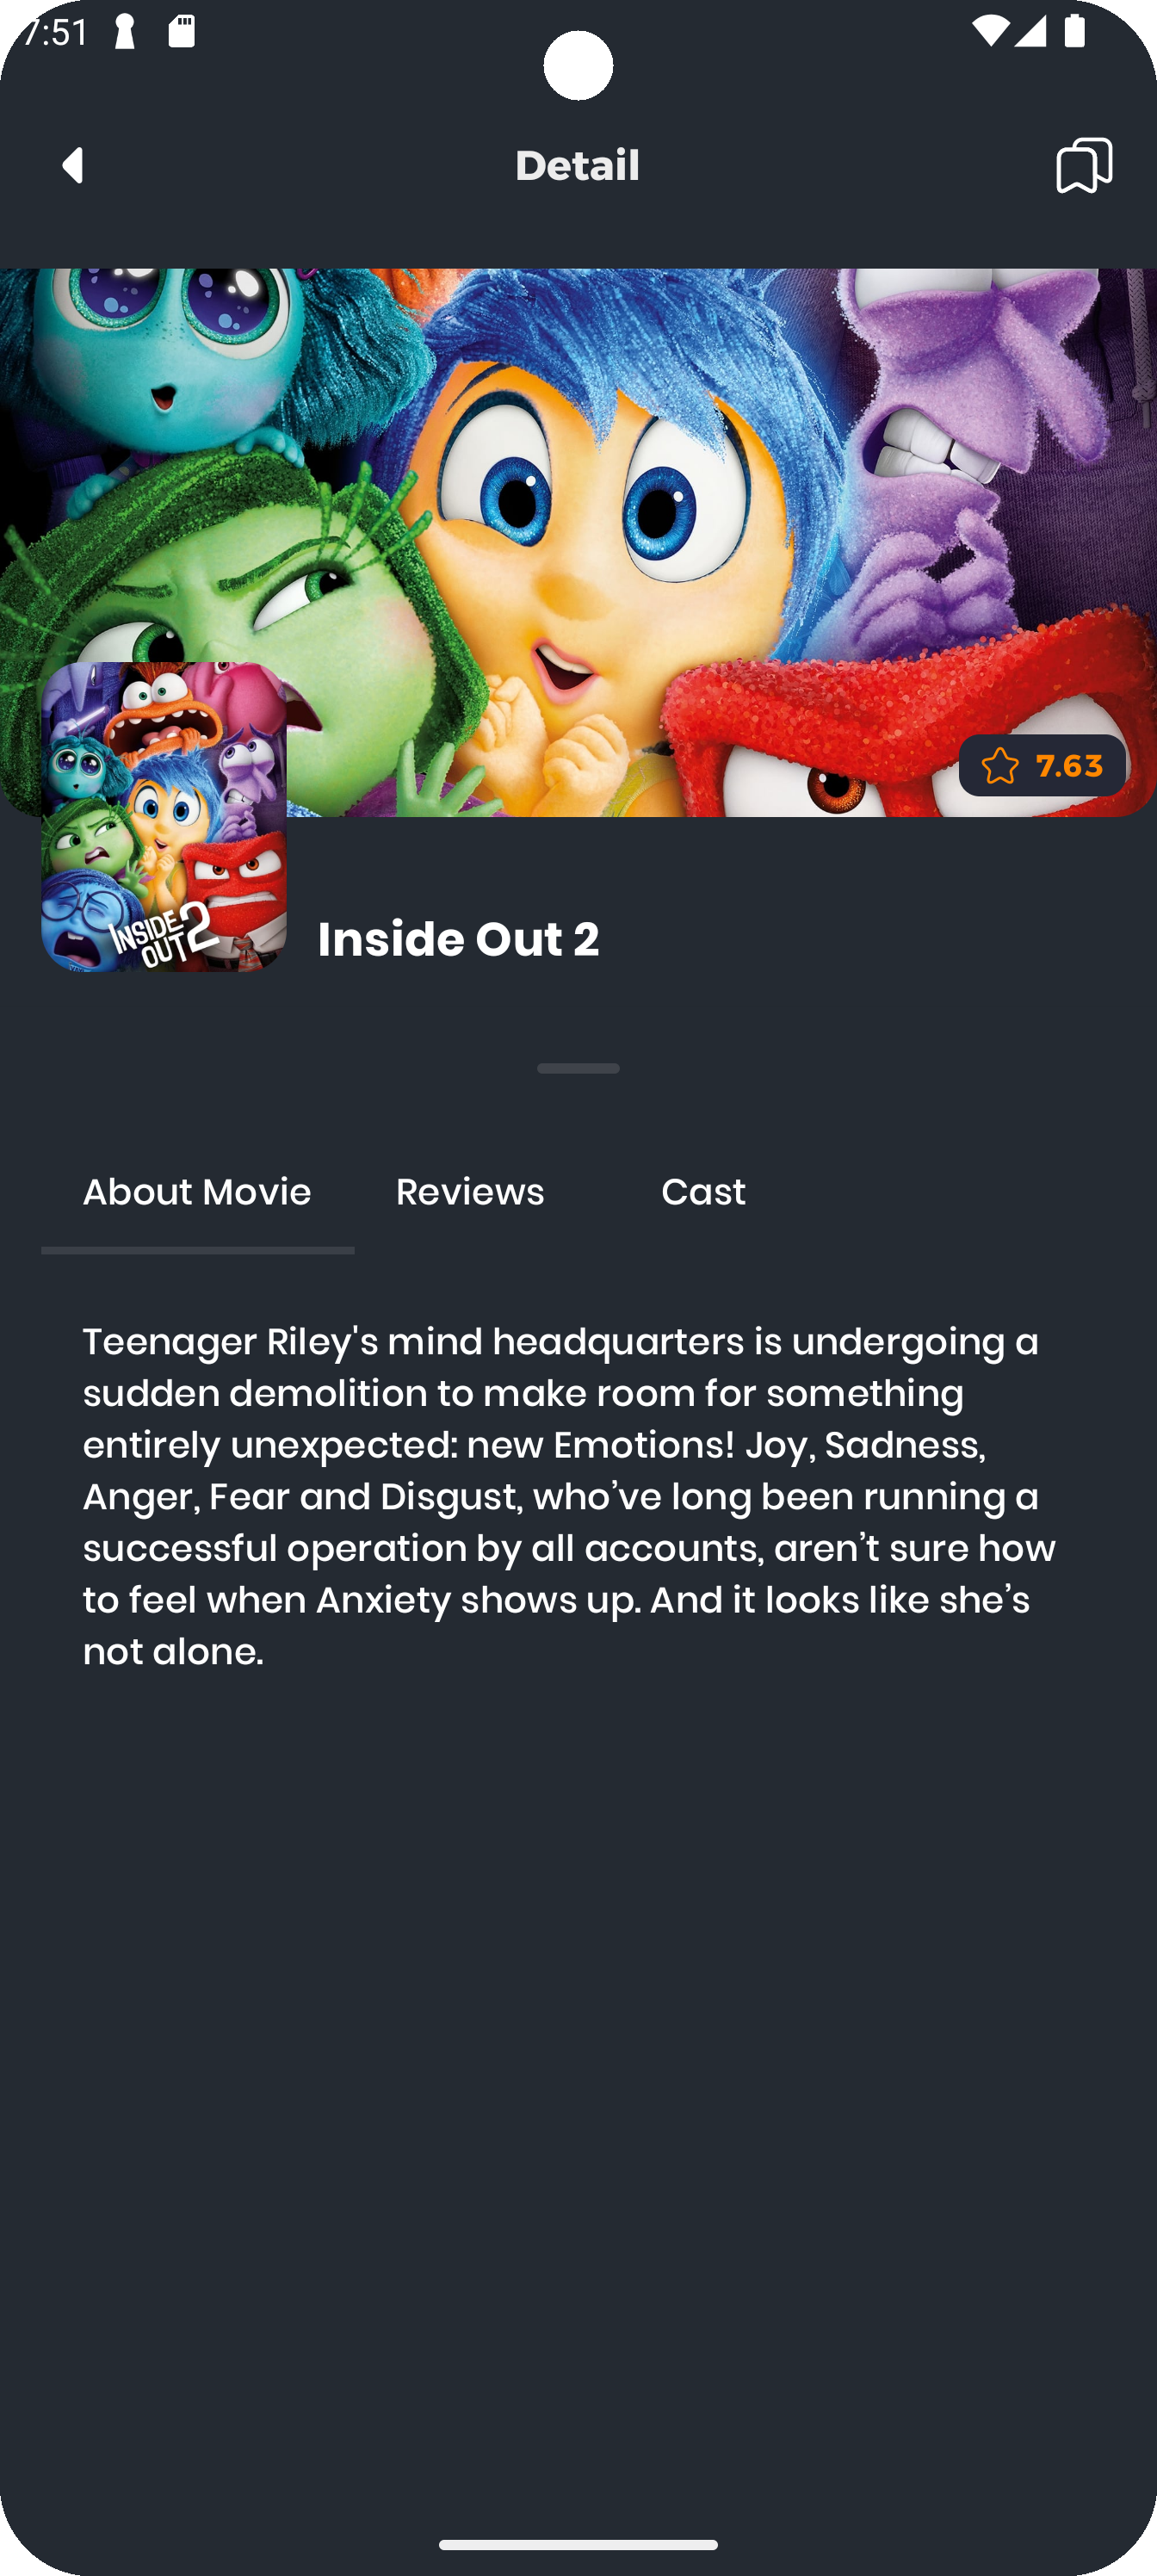 7:51
Detail
7.63
INSIDE
OUT 2
Inside Out 2
About Movie Reviews Cast
Teenager Riley's mind headquarters is undergoing a
sudden demolition to make room for something
entirely unexpected: new Emotions! Joy, Sadness,
Anger, Fear and Disgust, who’ve long been running a
successful operation by all accounts, aren’t sure how
to feel when Anxiety shows up. And it looks like she’s
not alone.